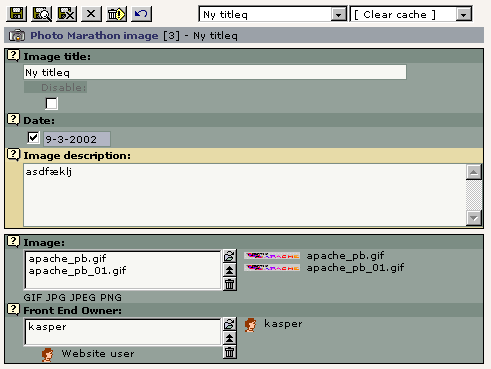 Ny titleq [ Clear cache ]
Photo Marathon image [3] - Ny titleq
Image title:
Ny titleq
Disable:
Date:
9-3-2002
Image description:
asdfæklj
Image:
apache_pb.gif apache_pb.gif
apache_pb_01.gif apache_pb_01.gif
GIF JPG JPEG PNG
Front End Owner:
kasper kasper
Website user